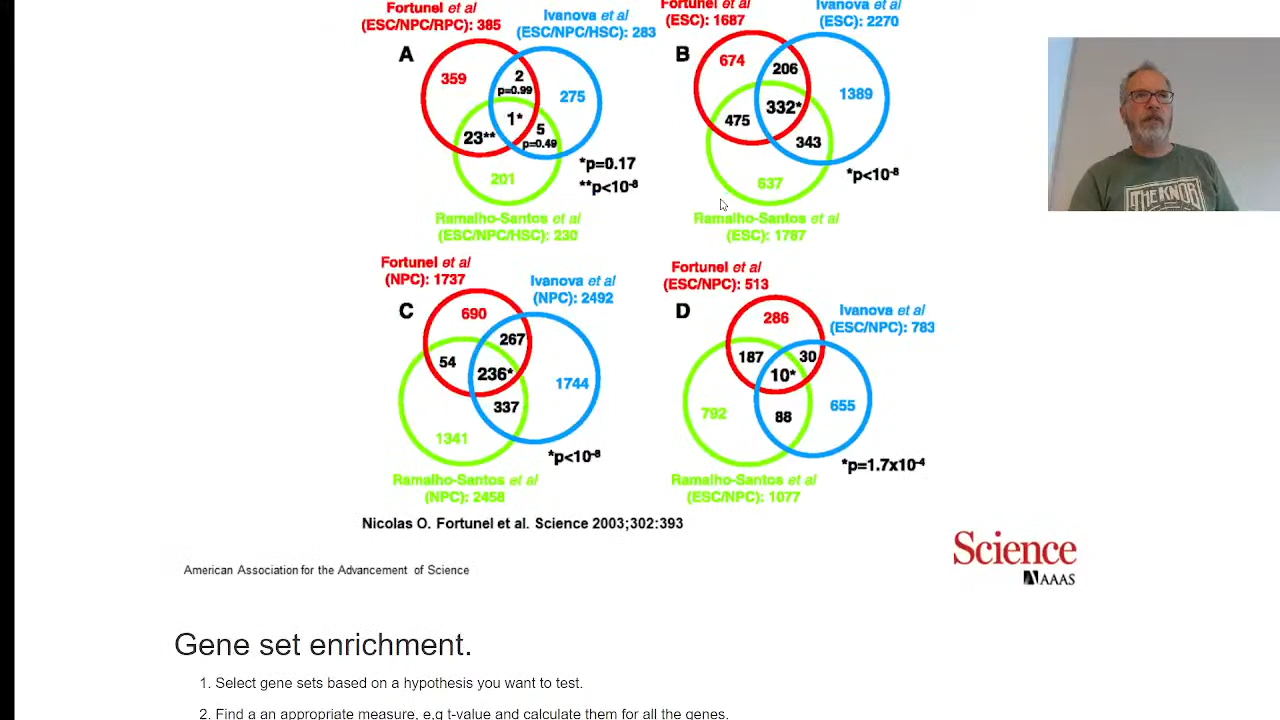 Fortunel et al
(ESC/NPC/RPC): 385
Ivanova et al
(ESC/NPC/HSC): 283
A
359
2
p=0.99
275
1*
23**
5
p=0.49
201
*p=0.17
**p<10-8
Ramalho-Santos et al
(ESC/NPC/HSC): 230
Fortunel et al
(ESC): 1687
Ivanova et al
(ESC): 2270
B
674
206
1389
332*
475
343
637
*p<10-8
Ramalho-Santos et al
(ESC): 1787
Fortunel et al
(NPC): 1737
Ivanova et al
(NPC): 2492
C
690
267
54
236*
1744
337
1341
*p<10-8
Ramalho-Santos et al
(NPC): 2458
Fortunel et al
(ESC/NPC): 513
Ivanova et al
(ESC/NPC): 783
D
286
187
30
10*
792
655
88
*p=1.7x10-4
Ramalho-Santos et al
(ESC/NPC): 1077
Nicolas O. Fortunel et al. Science 2003;302:393
American Association for the Advancement of Science
Science
AAAS
THE KNOB
Gene set enrichment.
1. Select gene sets based on a hypothesis you want to test.
2. Find a an appropriate measure, e,g t-value and calculate them for all the genes.